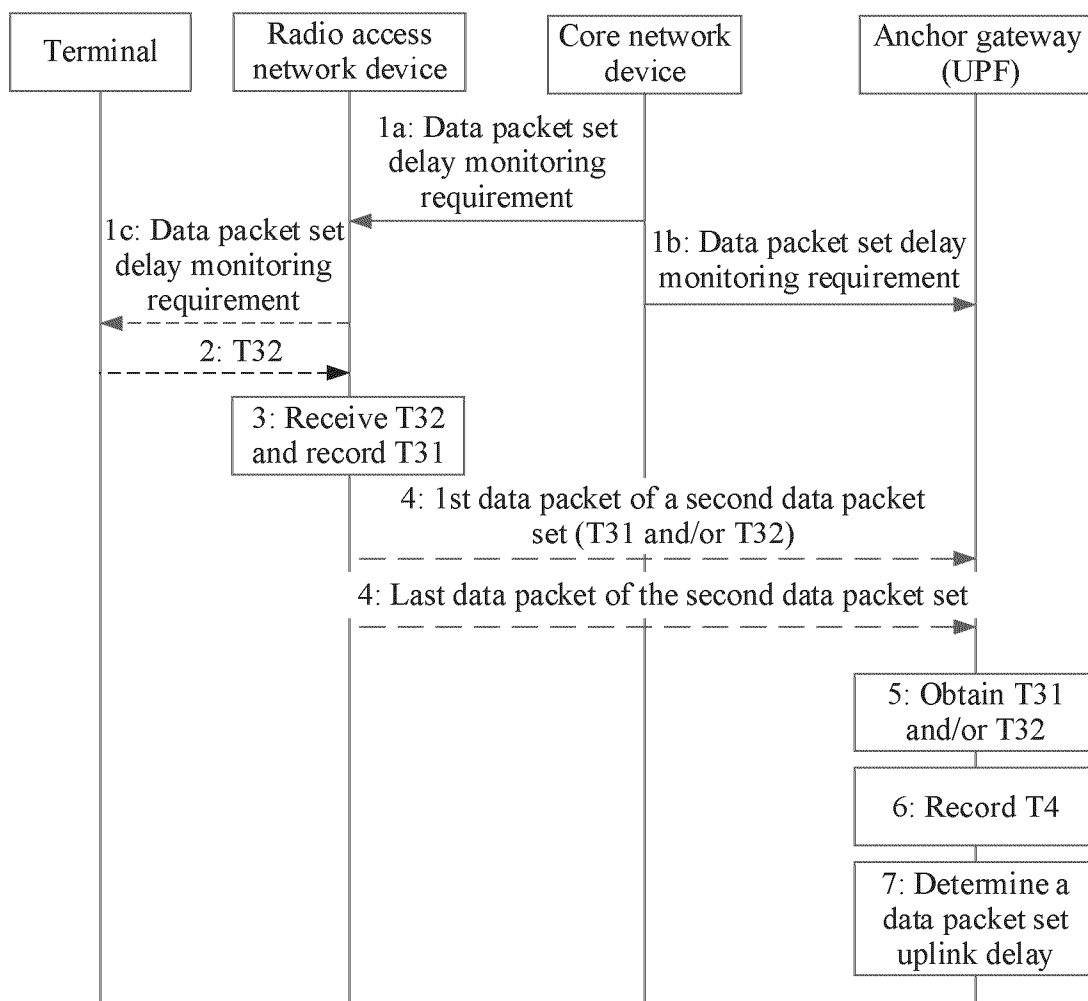 Terminal
Radio access
network device
Core network
device
Anchor gateway
(UPF)
1a: Data packet set
delay monitoring
requirement
1c: Data packet set
delay monitoring
requirement
1b: Data packet set delay
monitoring requirement
2: T32
3: Receive T32
and record T31
4: 1st data packet of a second data packet
set (T31 and/or T32)
4: Last data packet of the second data packet set
5: Obtain T31
and/or T32
6: Record T4
7: Determine a
data packet set
uplink delay